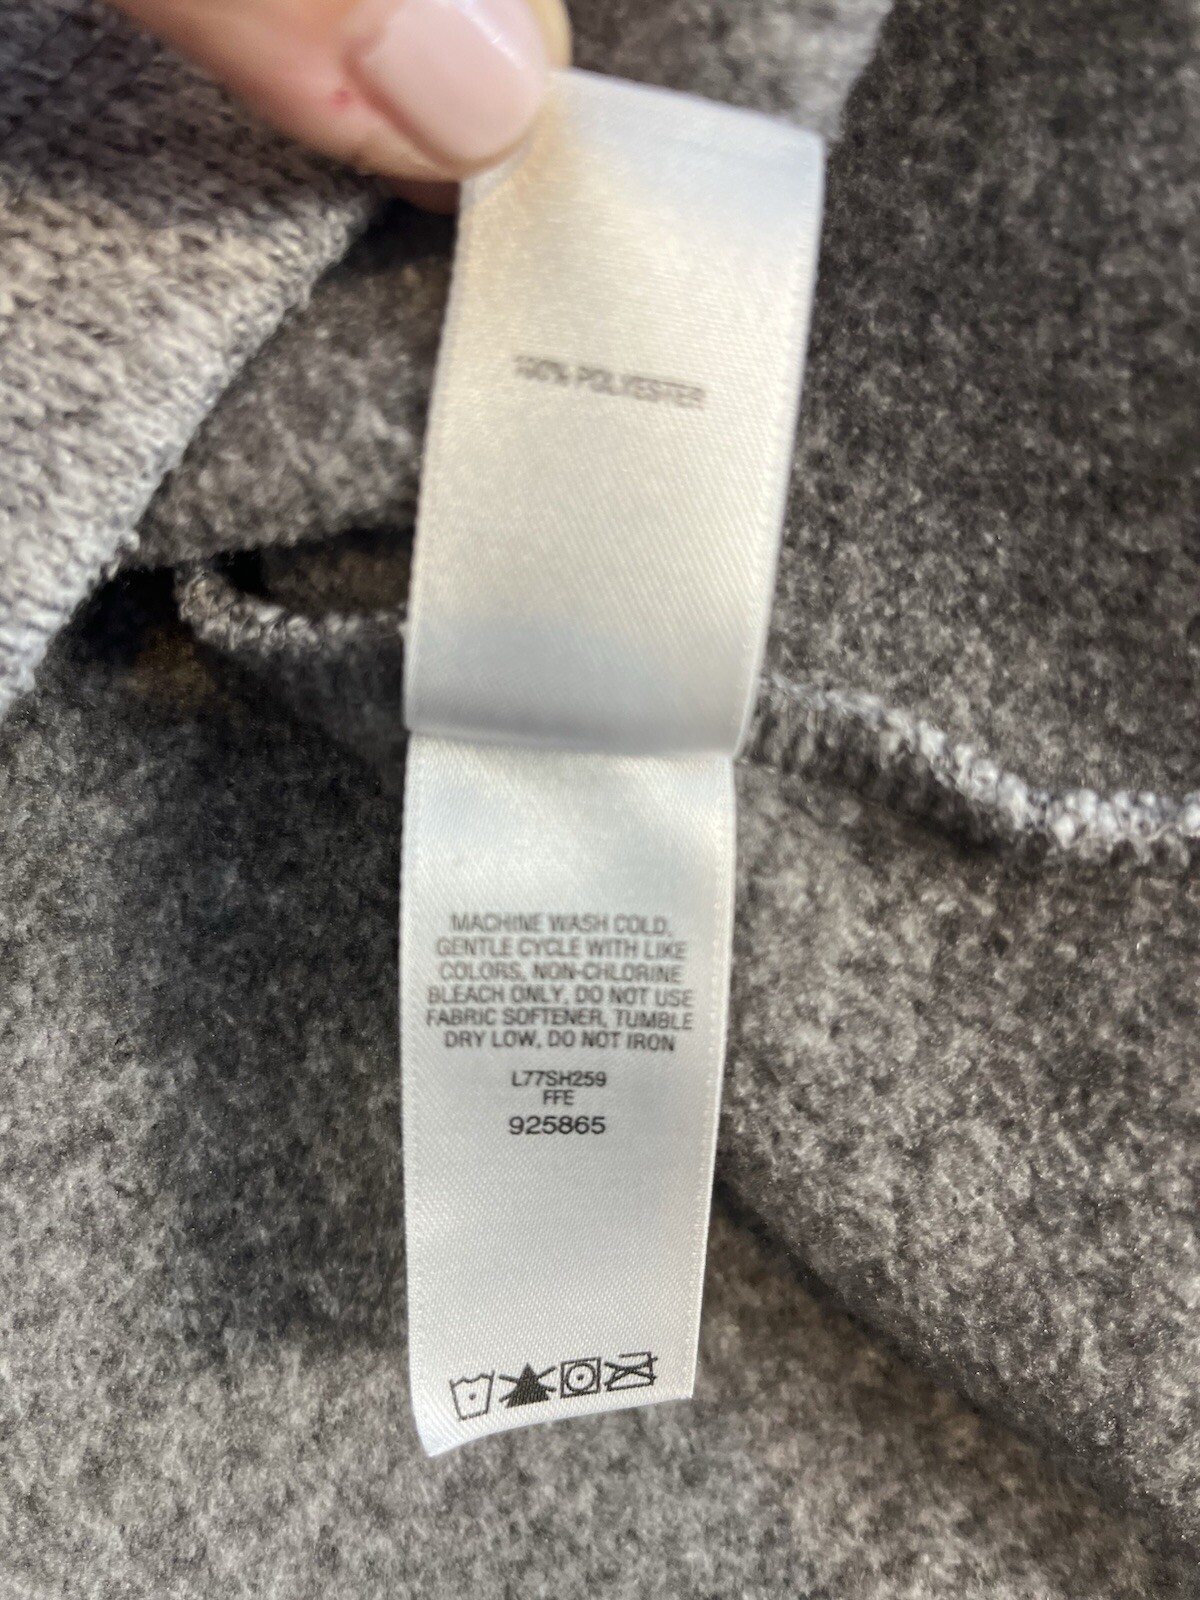 100% POLYESTER
MACHINE WASH COLD,
GENTLE CYCLE WITH LIKE
COLORS, NON-CHLORINE
BLEACH ONLY, DO NOT USE
FABRIC SOFTENER, TUMBLE
DRY LOW, DO NOT IRON
L77SH259
FFE
925865